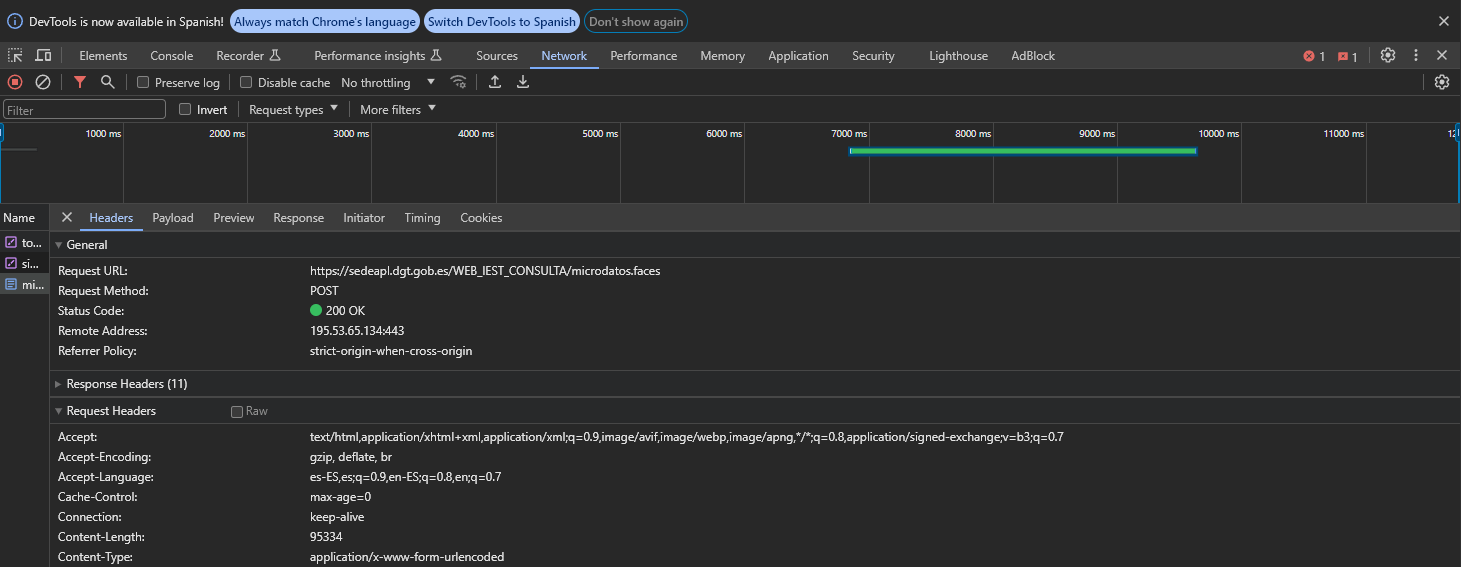 DevTools is now available in Spanish! Always match Chrome's language Switch DevTools to Spanish Don't show again
Elements Console Recorder Performance insights Sources Network Performance Memory Application Security Lighthouse AdBlock 1 1
Preserve log Disable cache No throttling
Filter Invert Request types More filters
1000 ms 2000 ms 3000 ms 4000 ms 5000 ms 6000 ms 7000 ms 8000 ms 9000 ms 10000 ms 11000 ms 12
Name Headers Payload Preview Response Initiator Timing Cookies
to...
si...
mi...
General
Request URL: https://sedeapl.dgt.gob.es/WEB_IEST_CONSULTA/microdatos.faces
Request Method: POST
Status Code: 200 OK
Remote Address: 195.53.65.134:443
Referrer Policy: strict-origin-when-cross-origin
Response Headers (11)
Request Headers Raw
Accept: text/html,application/xhtml+xml,application/xml;q=0.9,image/avif,image/webp,image/apng,*/*;q=0.8,application/signed-exchange;v=b3;q=0.7
Accept-Encoding: gzip, deflate, br
Accept-Language: es-ES,es;q=0.9,en-ES;q=0.8,en;q=0.7
Cache-Control: max-age=0
Connection: keep-alive
Content-Length: 95334
Content-Type: application/x-www-form-urlencoded